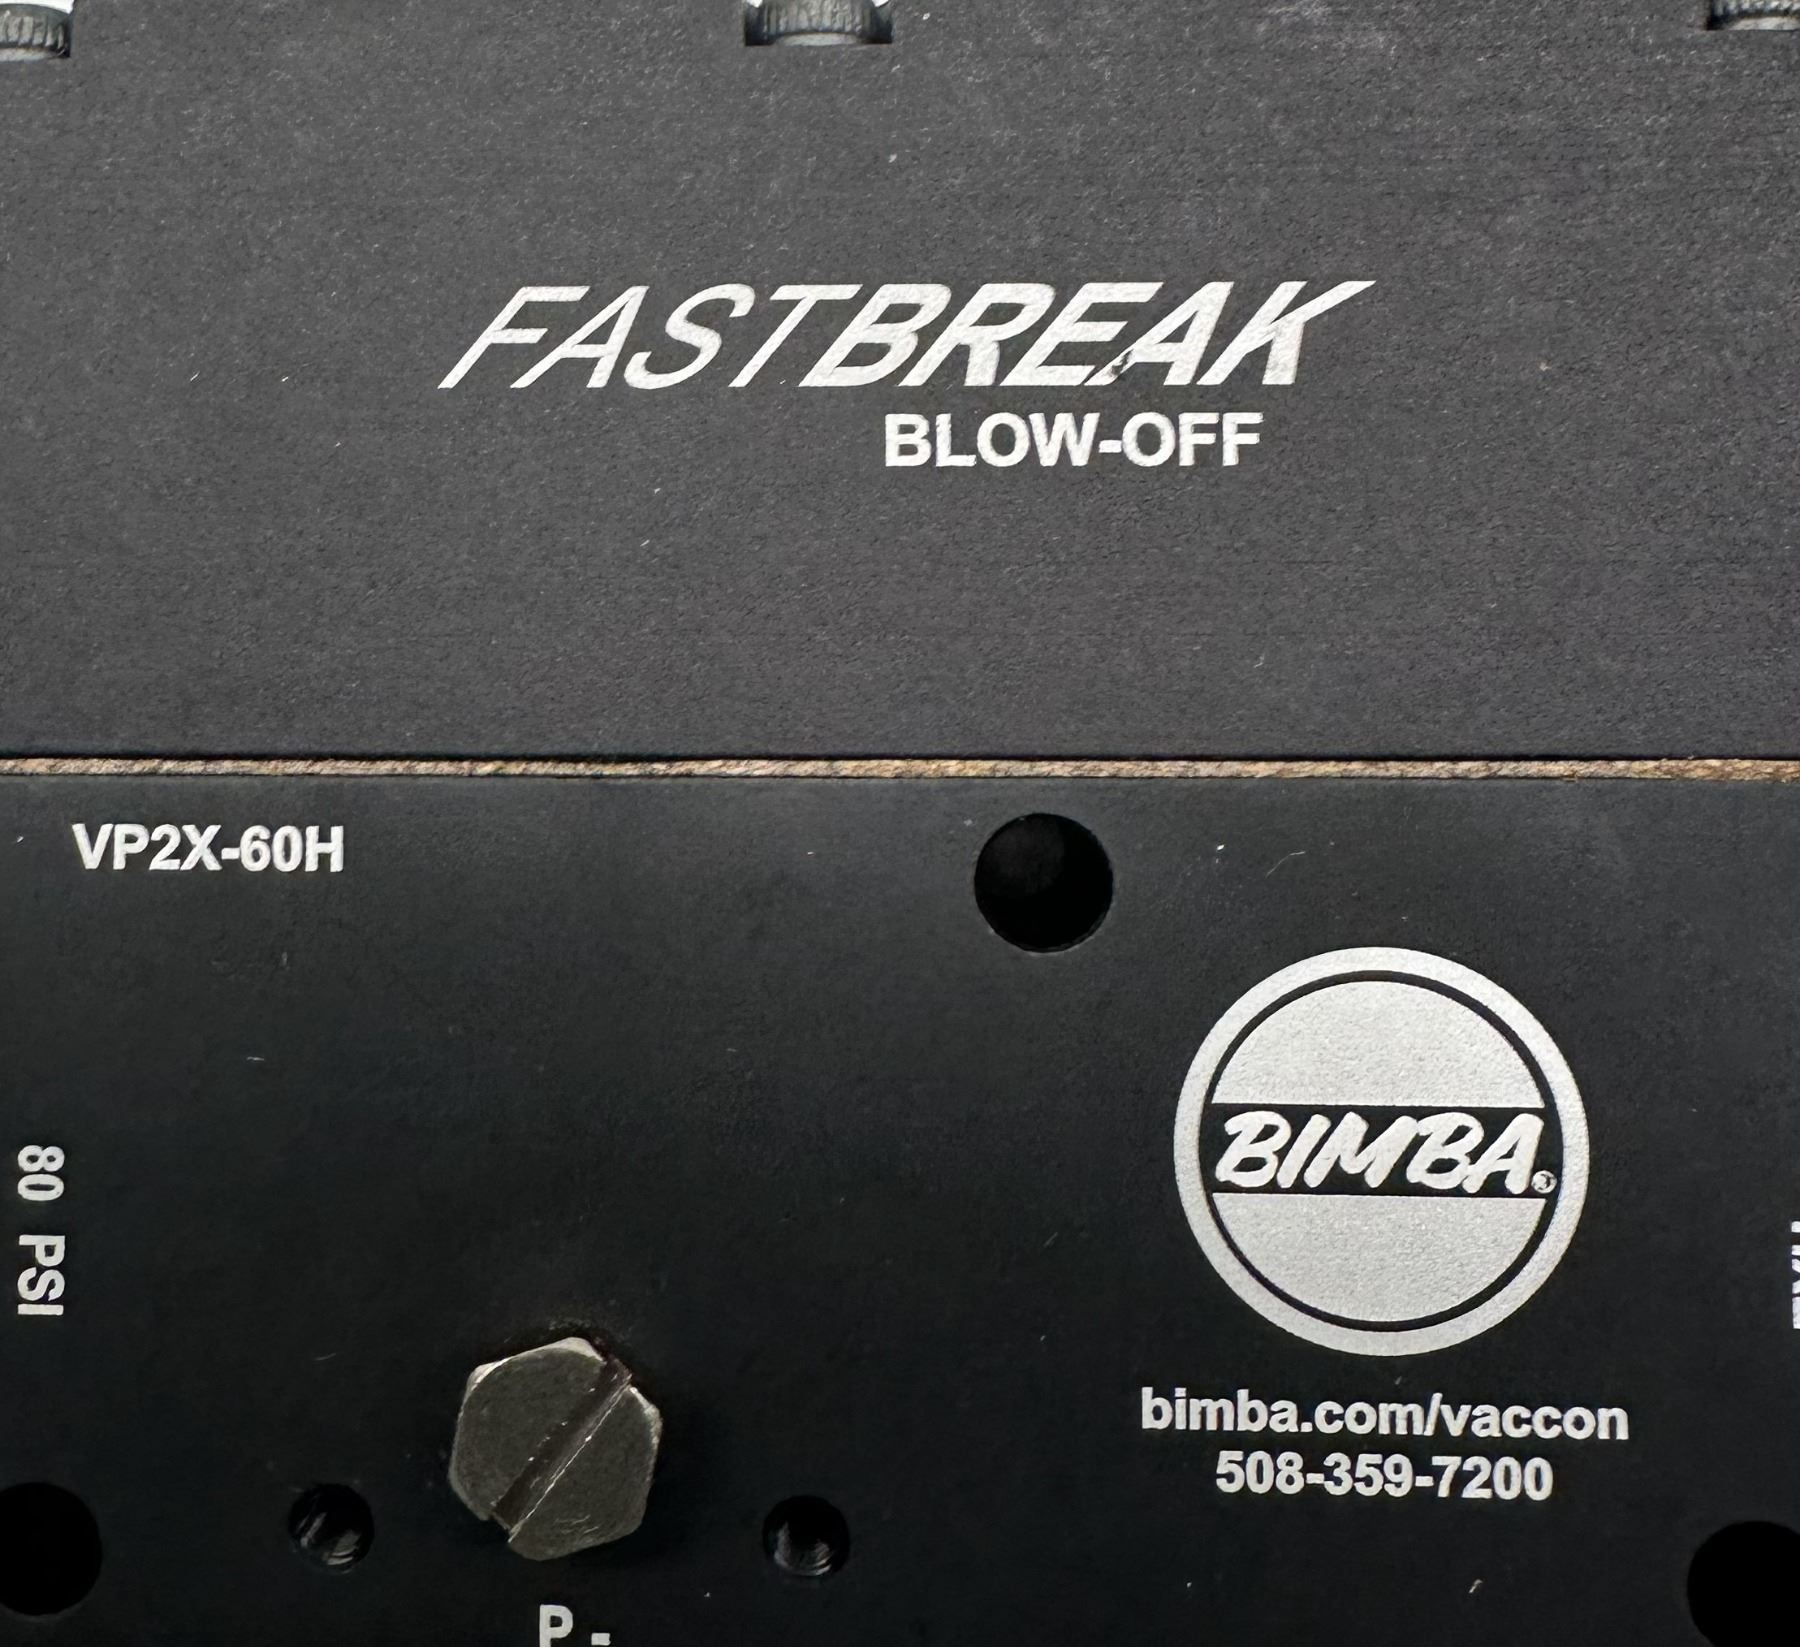 FASTBREAK
BLOW-OFF
VP2X-60H
80 PSI
BIMBA®
bimba.com/vaccon
508-359-7200
P -